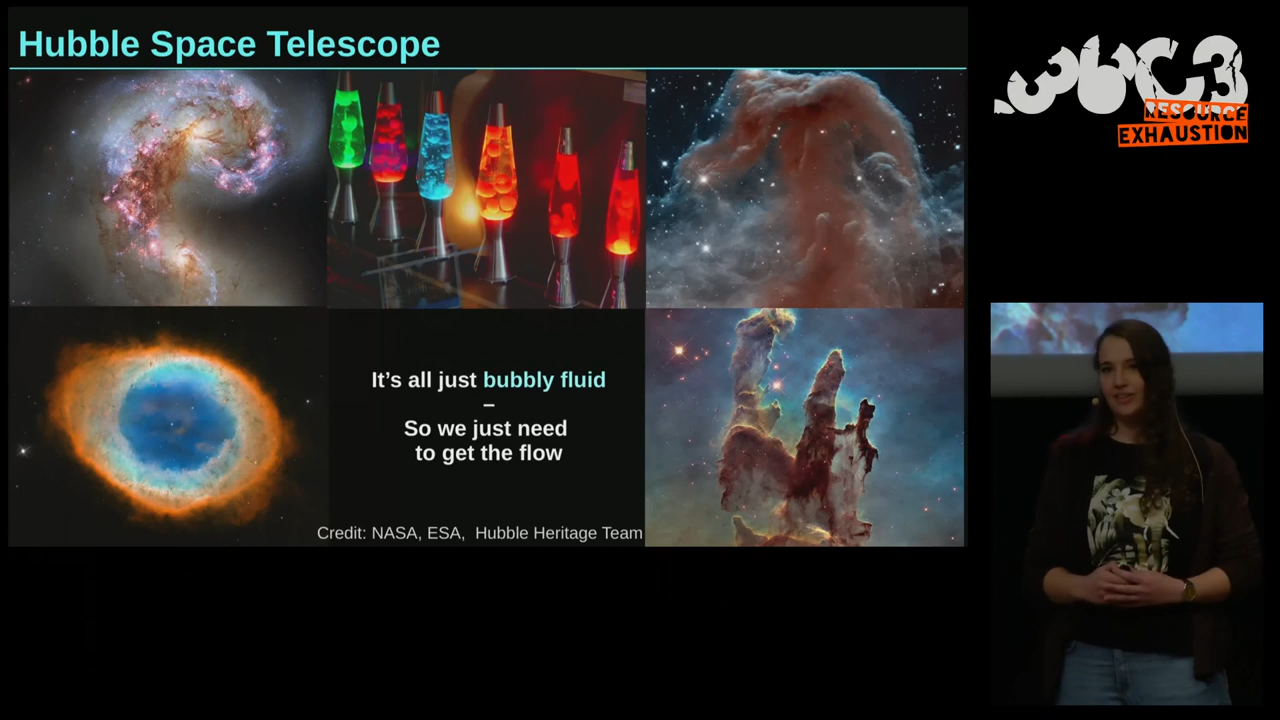 Hubble Space Telescope
36C3
RESOURCE
EXHAUSTION
It's all just bubbly fluid
–
So we just need
to get the flow
Credit: NASA, ESA,  Hubble Heritage Team